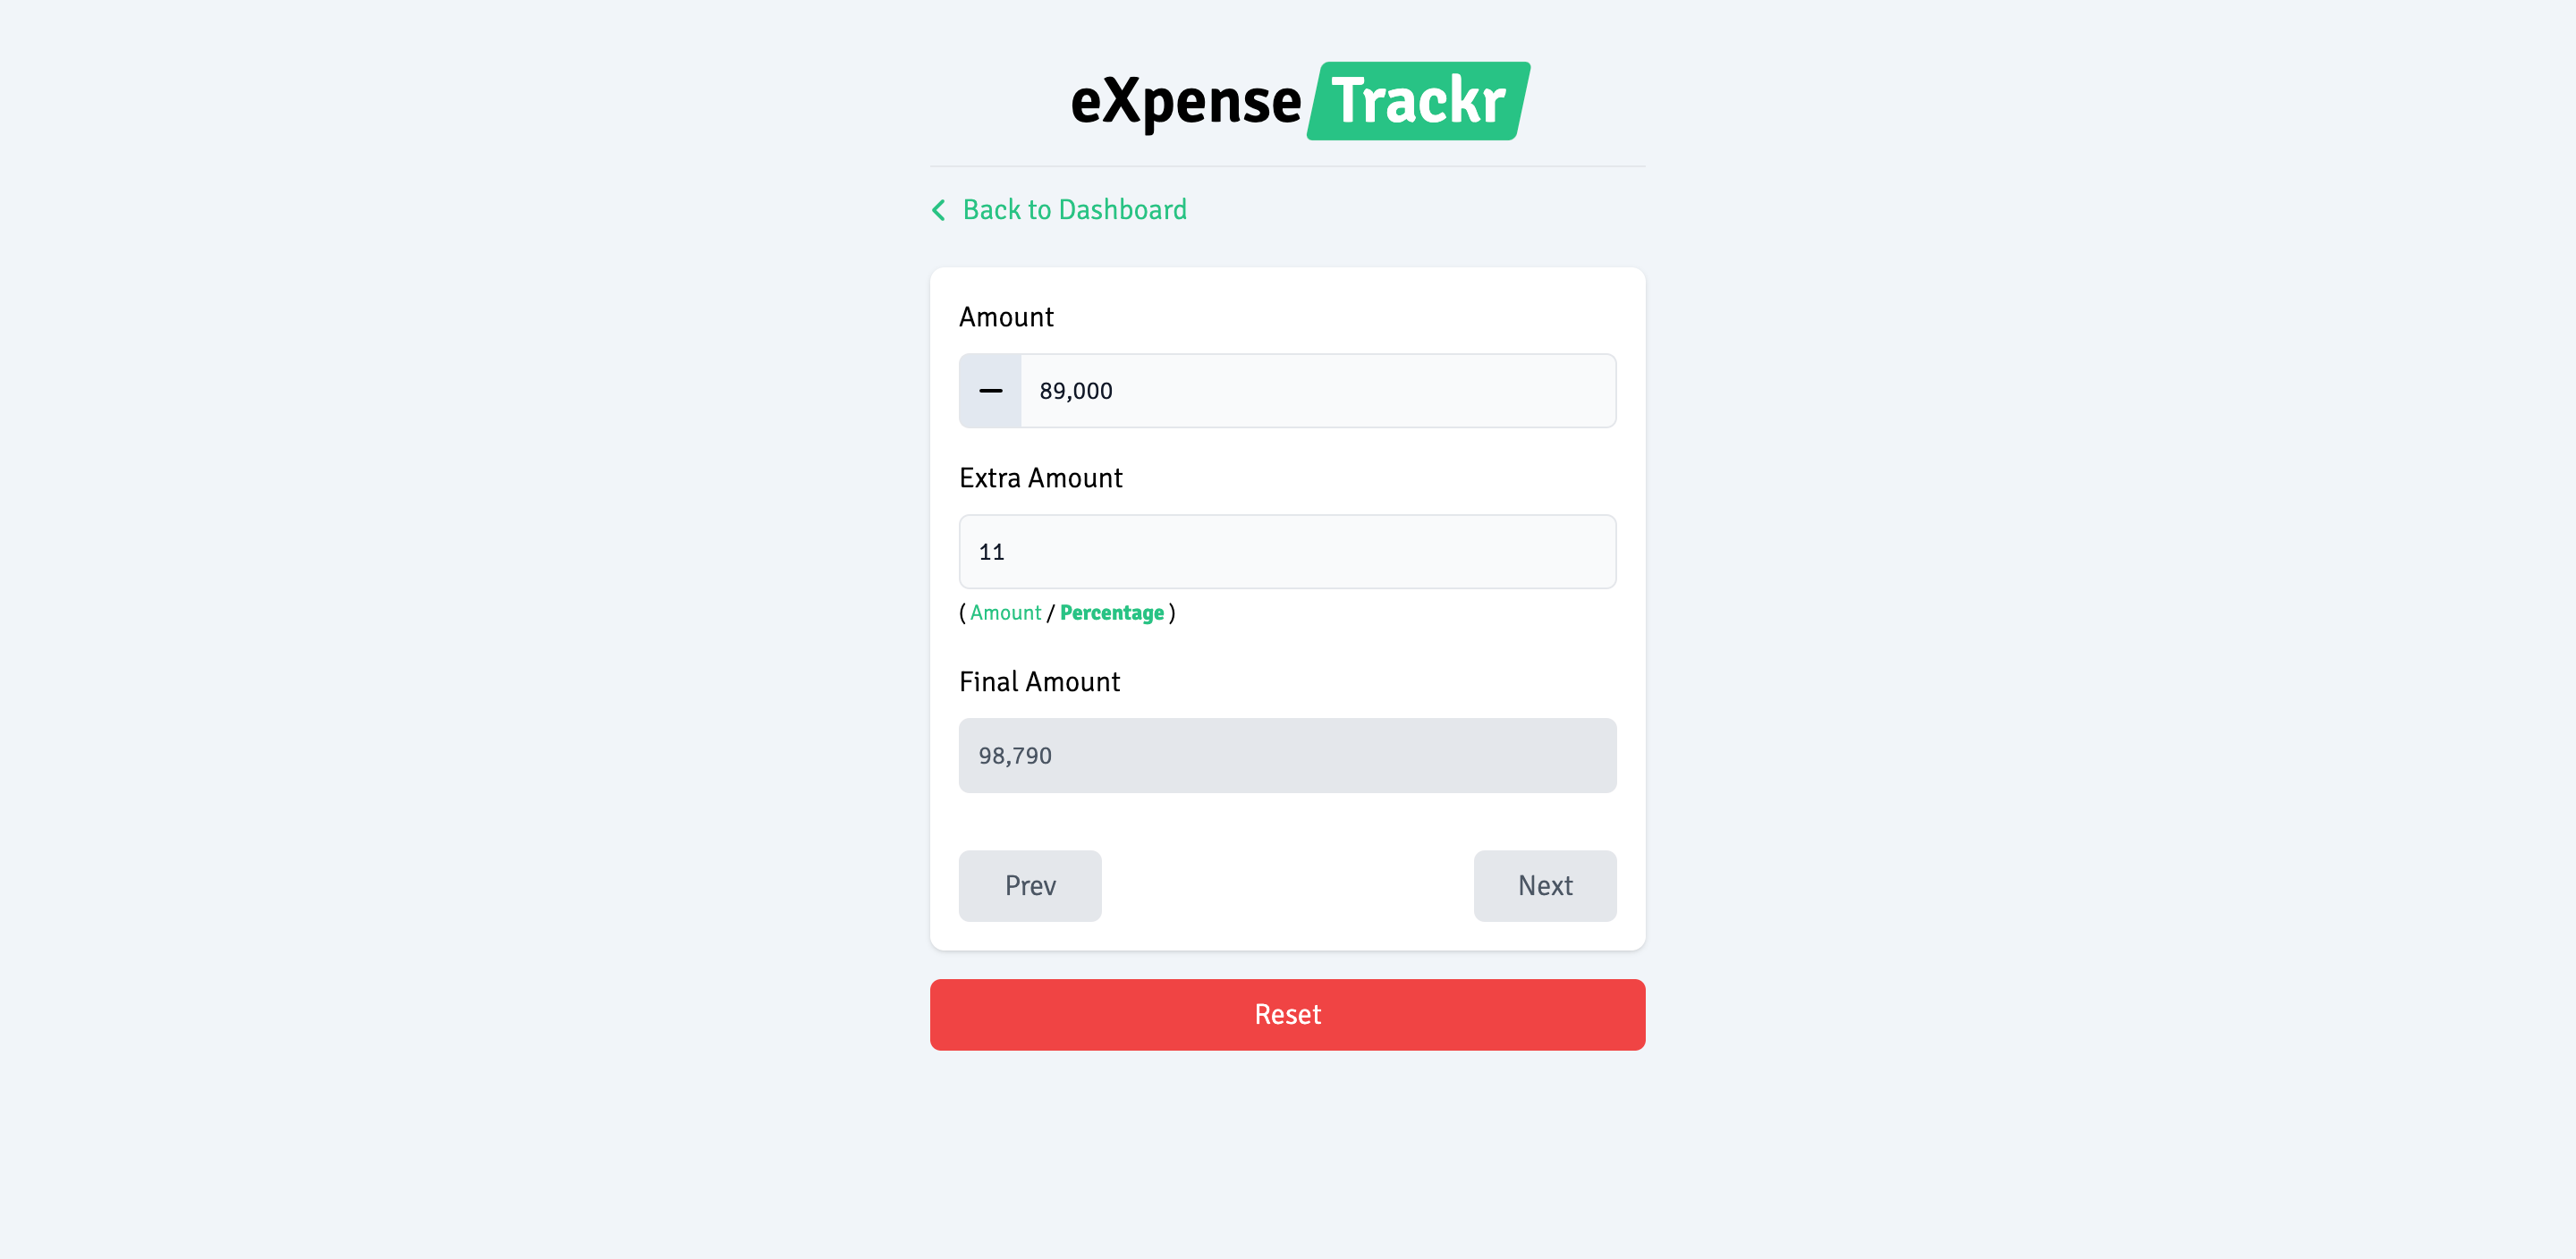 eXpense Trackr
Back to Dashboard
Amount
89,000
Extra Amount
11
( Amount / Percentage )
Final Amount
98,790
Prev Next
Reset